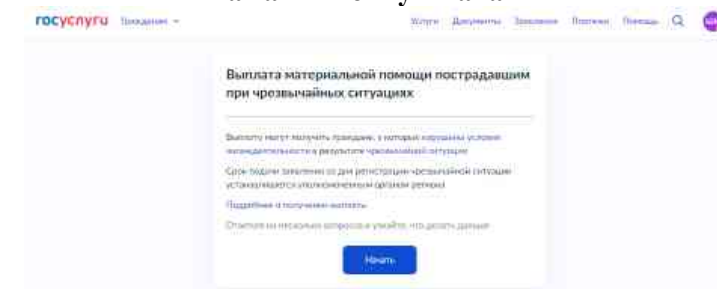 госуслуги Гражданам Услуги Документы Заявления Платежи Помощь
Выплата материальной помощи пострадавшим
при чрезвычайных ситуациях
Выплату могут получить граждане, у которых нарушены условия
жизнедеятельности в результате чрезвычайной ситуации
Срок подачи заявления со дня регистрации чрезвычайной ситуации
устанавливается уполномоченным органом региона
Подробнее о получении выплаты
Ответьте на несколько вопросов и узнайте, что делать дальше
Начать